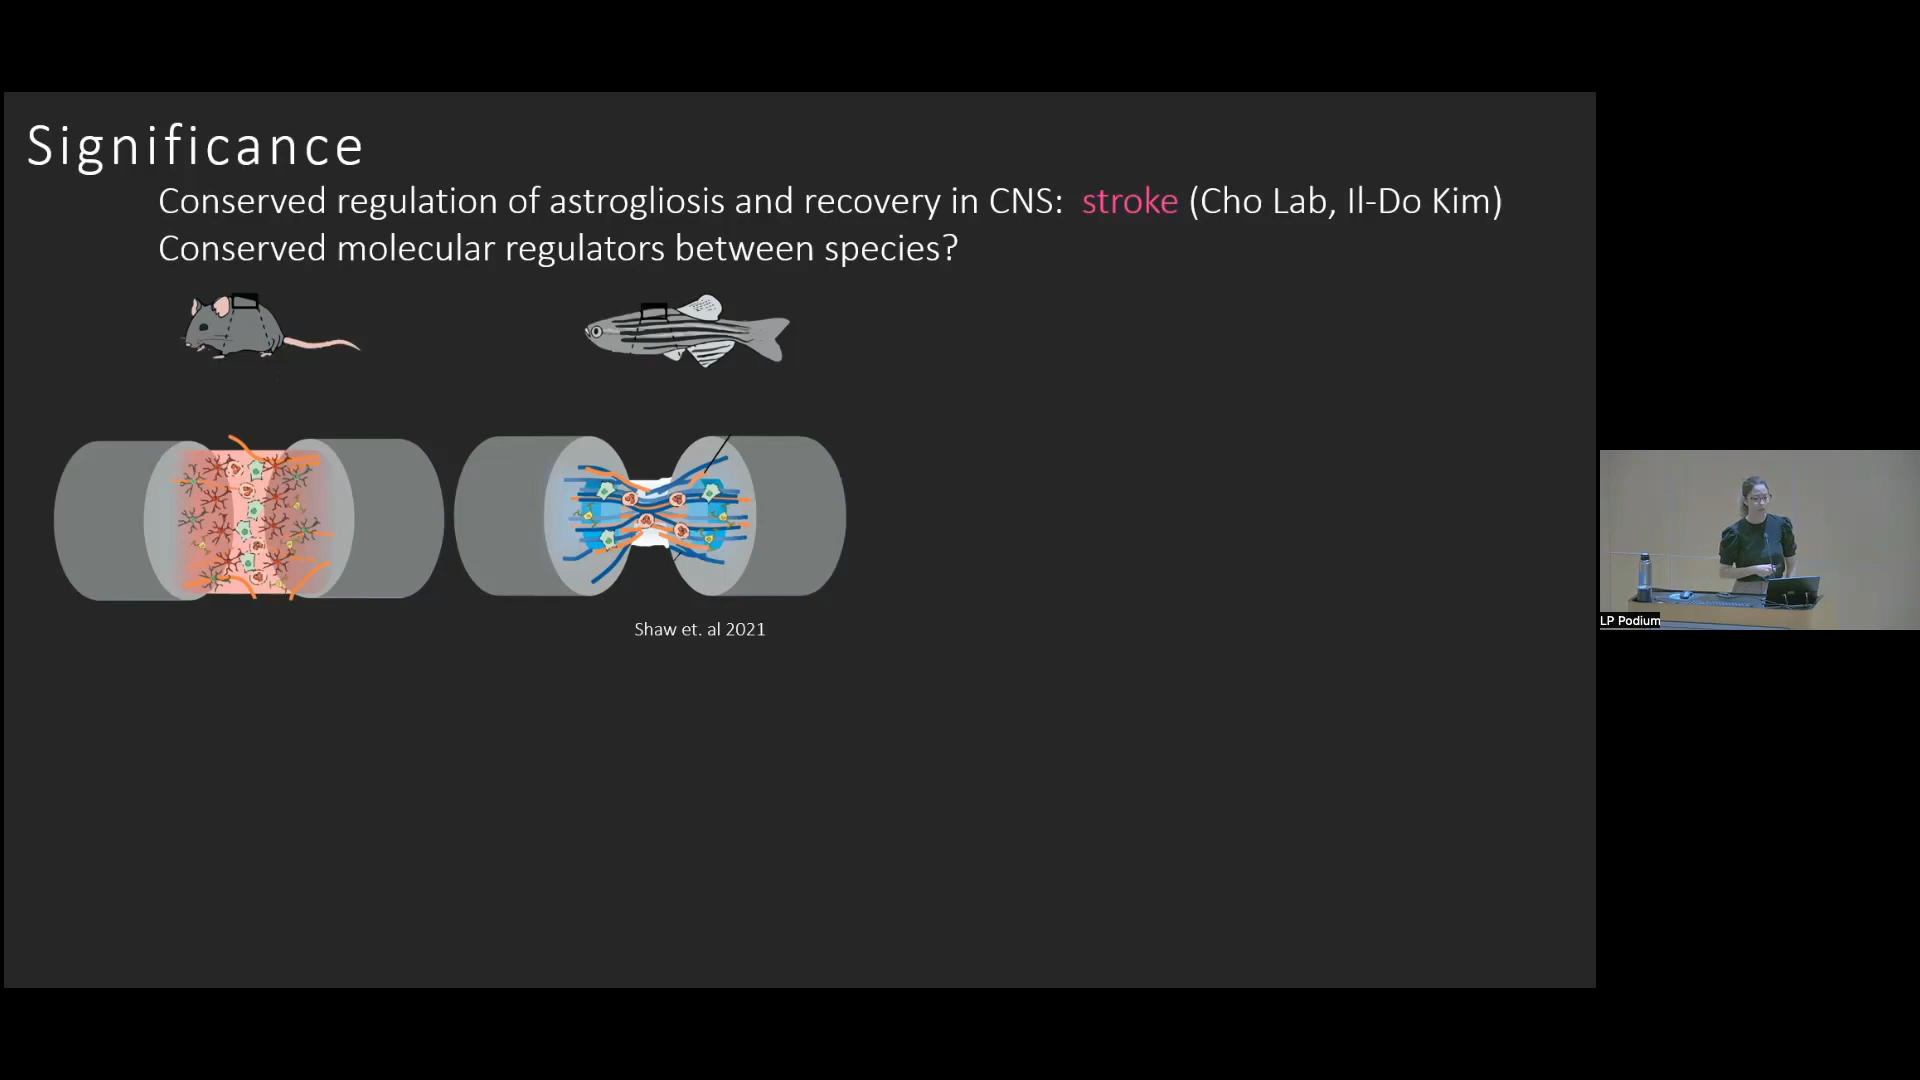 Significance
Conserved regulation of astrogliosis and recovery in CNS: stroke (Cho Lab, Il-Do Kim)
Conserved molecular regulators between species?
Shaw et. al 2021
LP Podium